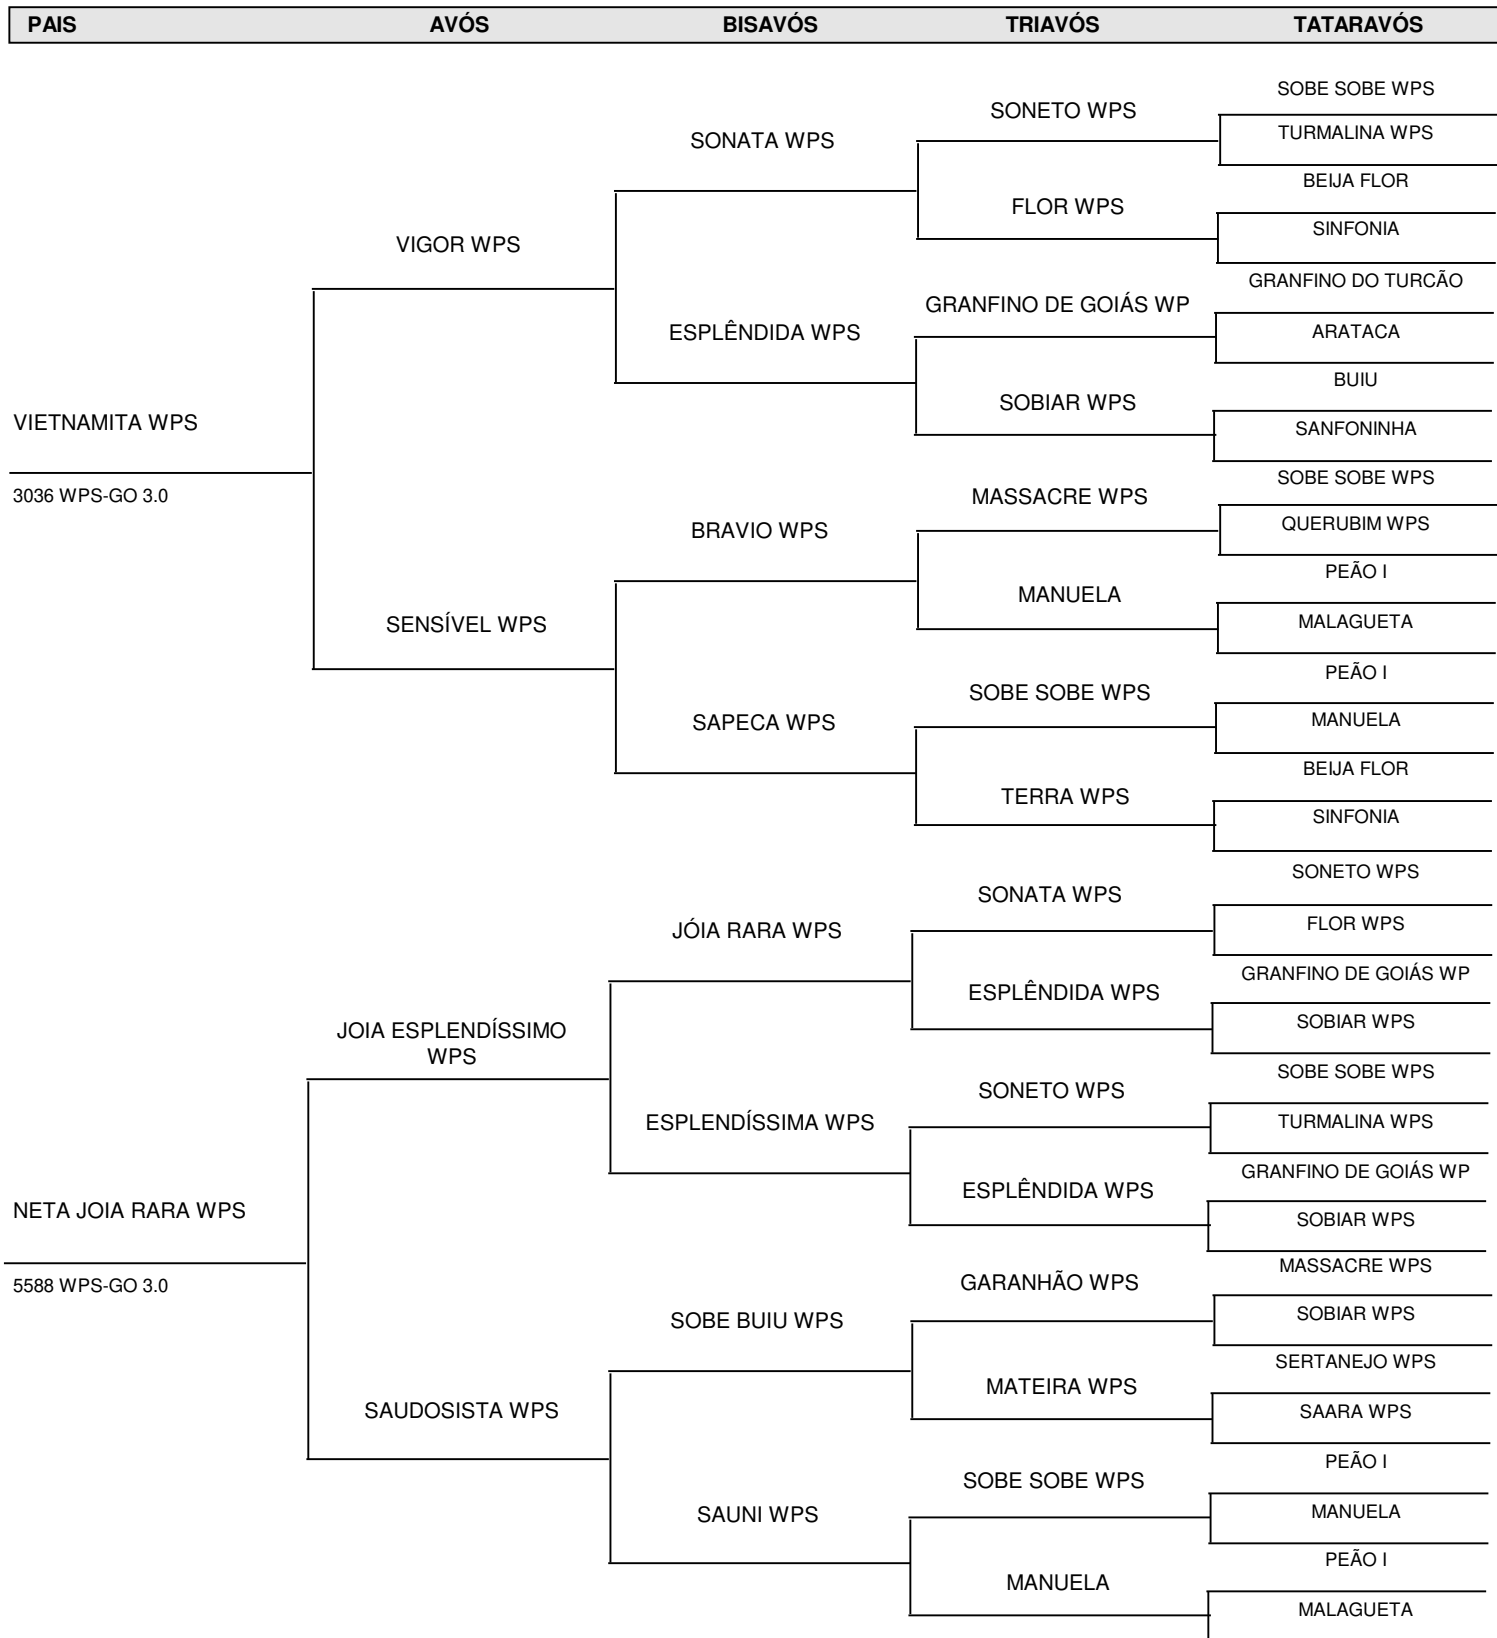 PAIS AVÓS BISAVÓS TRIAVÓS TATARAVÓS
SOBE SOBE WPS
SONETO WPS
TURMALINA WPS
SONATA WPS
BEIJA FLOR
FLOR WPS
SINFONIA
VIGOR WPS
GRANFINO DO TURCÃO
GRANFINO DE GOIÁS WP
ARATACA
ESPLÊNDIDA WPS
BUIU
SOBIAR WPS
SANFONINHA
VIETNAMITA WPS
3036 WPS-GO 3.0
SOBE SOBE WPS
MASSACRE WPS
QUERUBIM WPS
BRAVIO WPS
PEÃO I
MANUELA
MALAGUETA
SENSÍVEL WPS
PEÃO I
SOBE SOBE WPS
MANUELA
SAPECA WPS
BEIJA FLOR
TERRA WPS
SINFONIA
SONETO WPS
SONATA WPS
FLOR WPS
JÓIA RARA WPS
GRANFINO DE GOIÁS WP
ESPLÊNDIDA WPS
SOBIAR WPS
JOIA ESPLENDÍSSIMO
WPS
SOBE SOBE WPS
SONETO WPS
TURMALINA WPS
ESPLENDÍSSIMA WPS
GRANFINO DE GOIÁS WP
ESPLÊNDIDA WPS
SOBIAR WPS
NETA JOIA RARA WPS
5588 WPS-GO 3.0
MASSACRE WPS
GARANHÃO WPS
SOBIAR WPS
SOBE BUIU WPS
SERTANEJO WPS
MATEIRA WPS
SAARA WPS
SAUDOSISTA WPS
PEÃO I
SOBE SOBE WPS
MANUELA
SAUNI WPS
PEÃO I
MANUELA
MALAGUETA